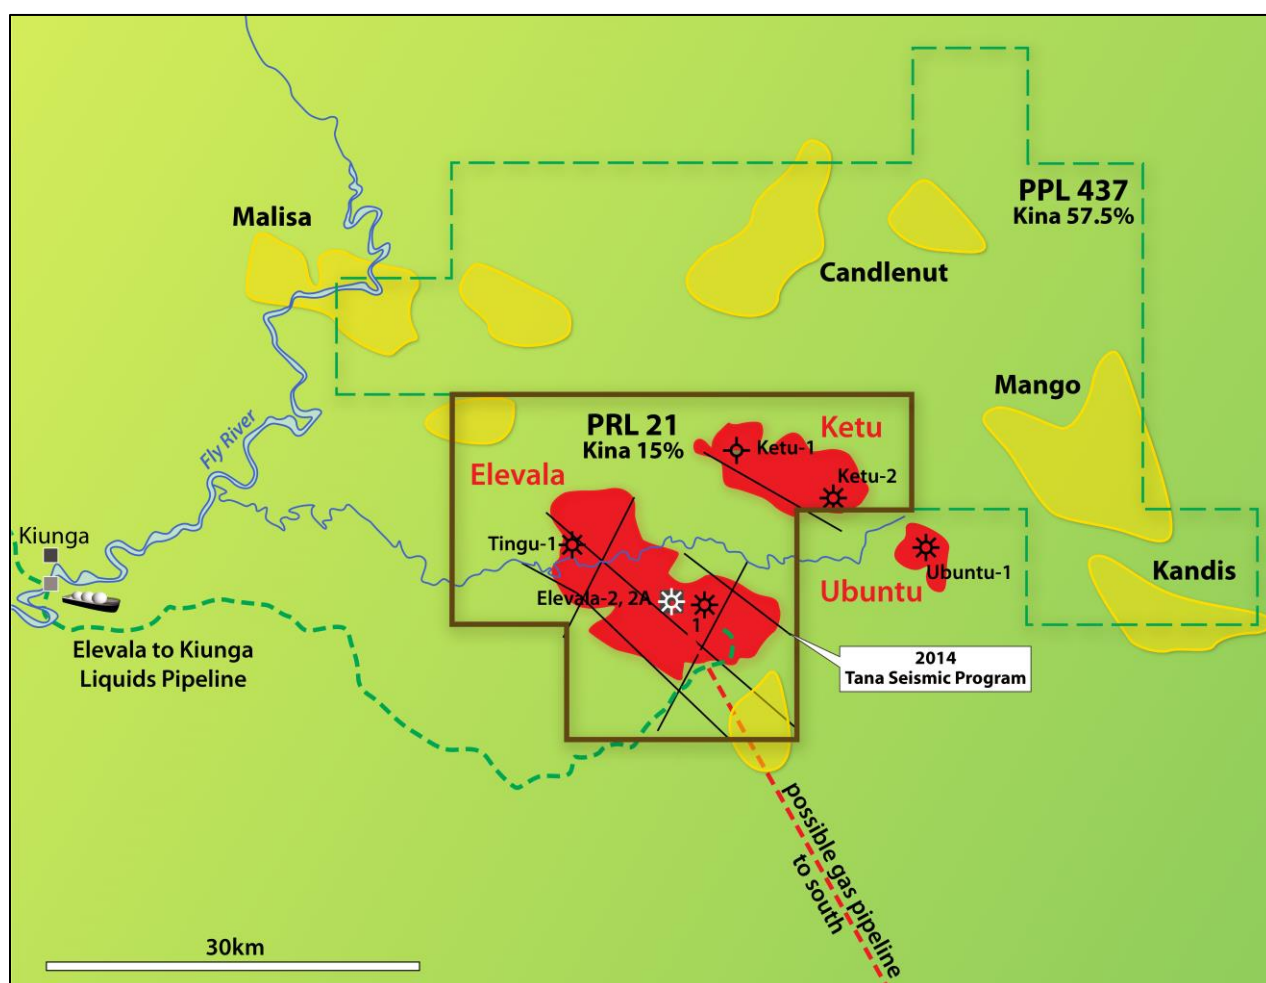 PPL 437
Kina 57.5%
Malisa
Candlenut
Mango
PRL 21
Kina 15%
Ketu
Ketu-1
Fly River
Elevala
Ketu-2
Kiunga
Tingu-1
Ubuntu-1
Kandis
Elevala-2, 2A
1
Ubuntu
Elevala to Kiunga
Liquids Pipeline
2014
Tana Seismic Program
possible gas pipeline
to south
30km